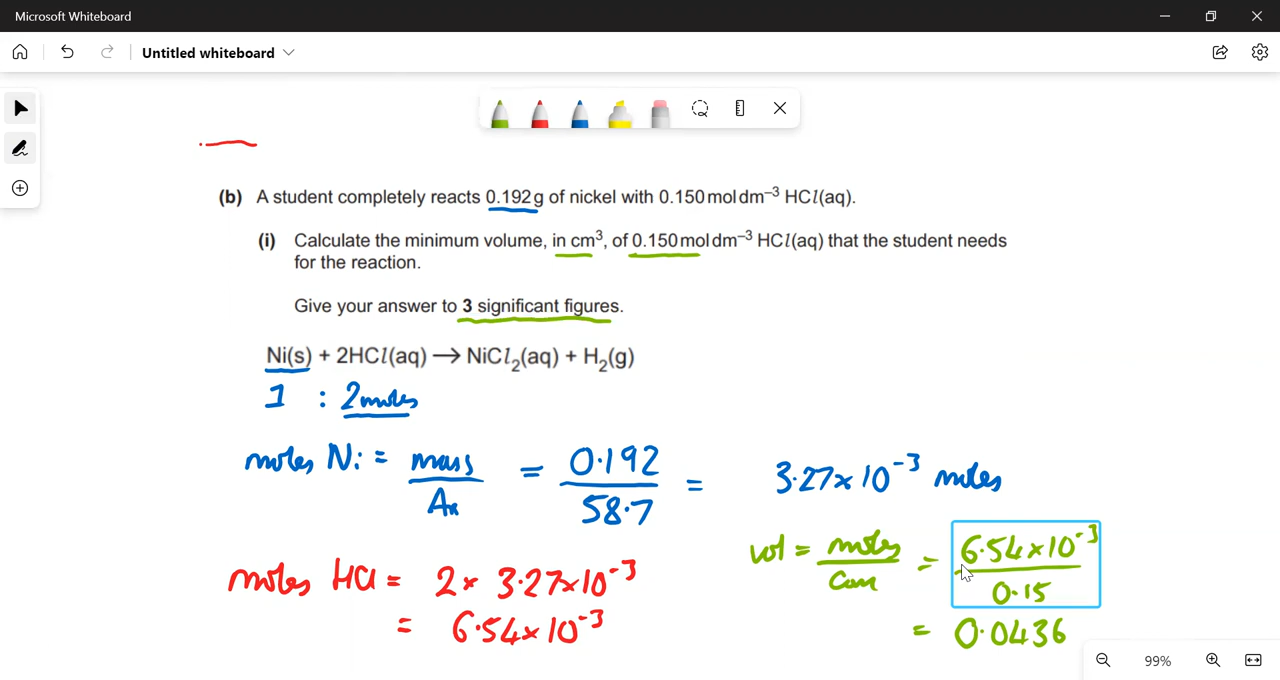 Microsoft Whiteboard
Untitled whiteboard
(b) A student completely reacts 0.192 g of nickel with 0.150 mol dm⁻³ HCl(aq).
(i) Calculate the minimum volume, in cm³, of 0.150 mol dm⁻³ HCl(aq) that the student needs
for the reaction.
Give your answer to 3 significant figures.
Ni(s) + 2HCl(aq) → NiCl₂(aq) + H₂(g)
1 : 2 moles
moles Ni = mass / Ar = 0.192 / 58.7 = 3.27 × 10⁻³ moles
vol = moles / Con = 6.54 × 10⁻³ / 0.15
= 0.0436
moles HCl = 2 × 3.27 × 10⁻³
= 6.54 × 10⁻³
99%